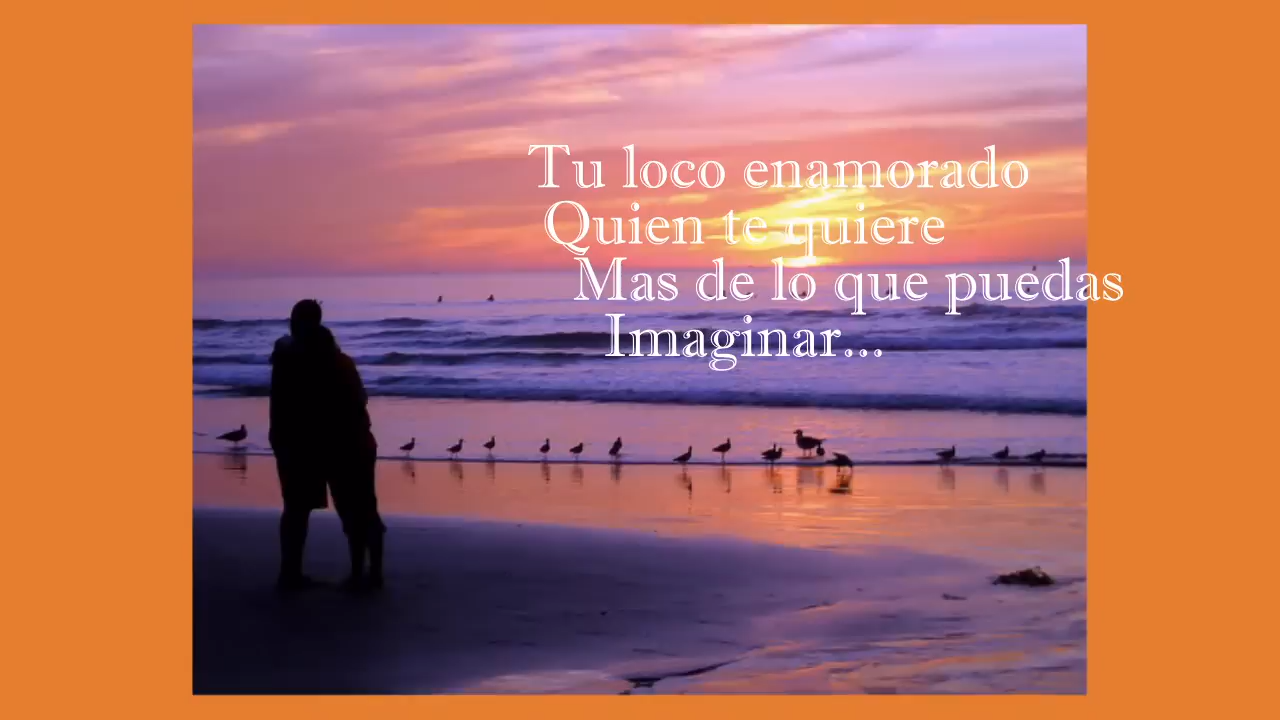 Tu loco enamorado
Quien te quiere
Mas de lo que puedas
Imaginar...